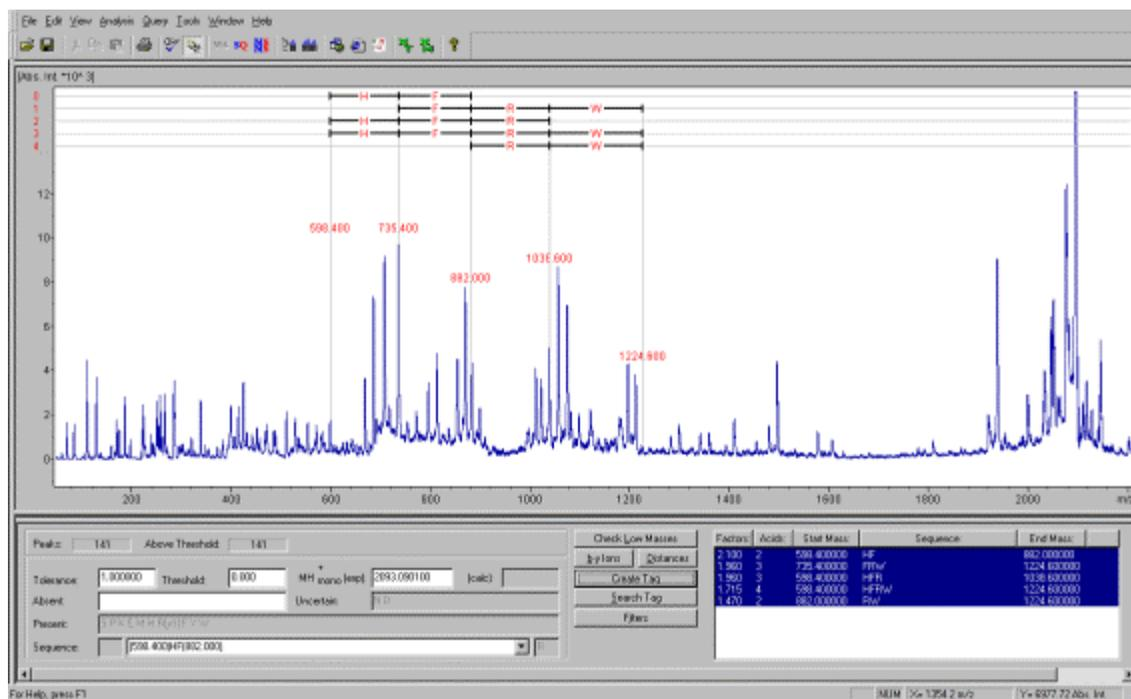 File Edit View Analysis Query Tools Window Help
[Abs. Int. *10^3]
0 H F
1 F R W
2 H F R
3 H F R W
4 R W
598.400 735.400
882.000
1038.600
1224.600
12
10
8
6
4
2
0
200 400 600 800 1000 1200 1400 1600 1800 2000 m/z
Peaks: 141 Above Threshold: 141
Tolerance: 1.000000 Threshold: 0.000 MH+ mono (exp) 2093.090100 (calc)
Absent: Uncertain:
Present:
Sequence: [598.400]HF(882.000)
Check Low Masses
b-y Ions Distances
Create Tag
Search Tag
Filters
Factors: Acids: Start Mass: Sequence: End Mass:
2.100 2 598.400000 HF 882.000000
1.960 3 735.400000 FRW 1224.600000
1.960 3 598.400000 HFR 1038.600000
1.715 4 598.400000 HFRW 1224.600000
1.470 2 882.000000 RW 1224.600000
For Help, press F1
NUM X= 1354.2 m/z Y= 6977.72 Abs. Int.